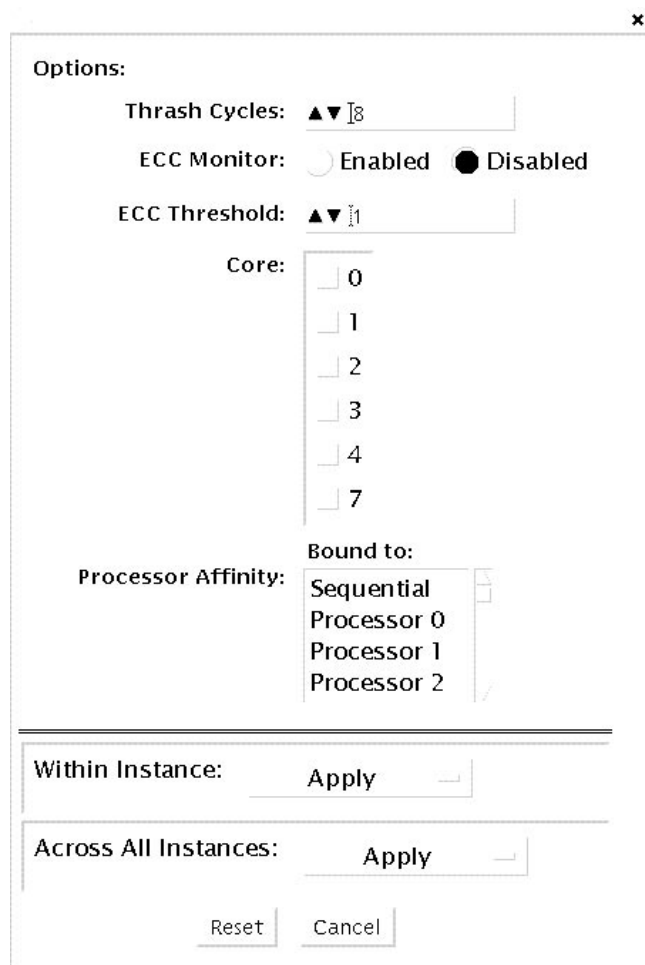 Options:
Thrash Cycles: ▲▼ 8
ECC Monitor: Enabled Disabled
ECC Threshold: ▲▼ 1
Core: 0
1
2
3
4
7
Bound to:
Processor Affinity: Sequential
Processor 0
Processor 1
Processor 2
Within Instance: Apply
Across All Instances: Apply
Reset Cancel